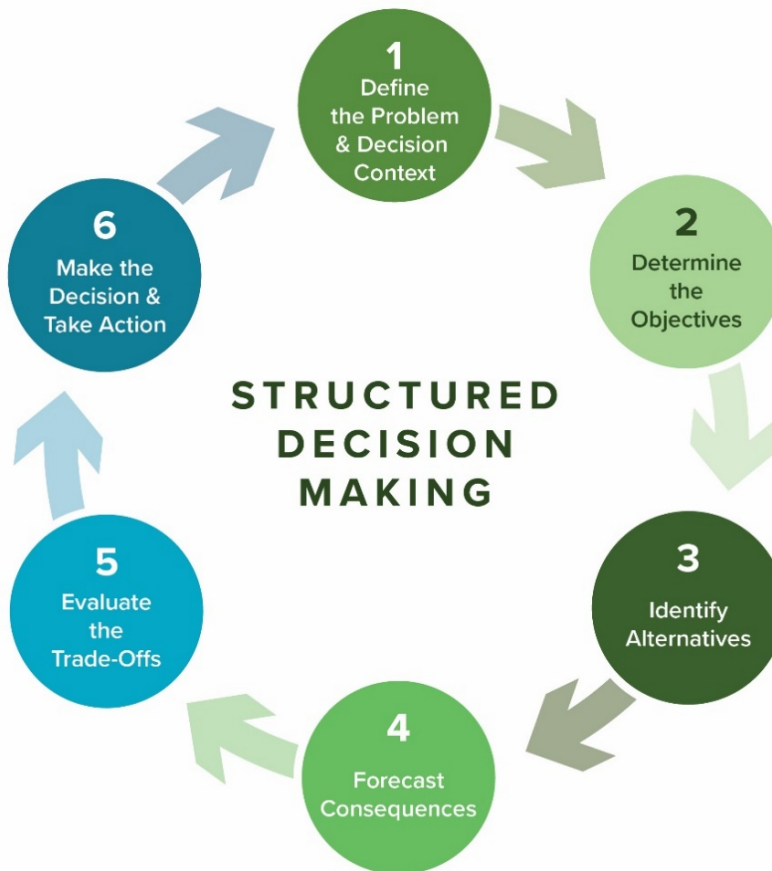 1
Define
the Problem
& Decision
Context
2
Determine
the
Objectives
3
Identify
Alternatives
4
Forecast
Consequences
5
Evaluate
the
Trade-Offs
6
Make the
Decision &
Take Action
STRUCTURED
DECISION
MAKING